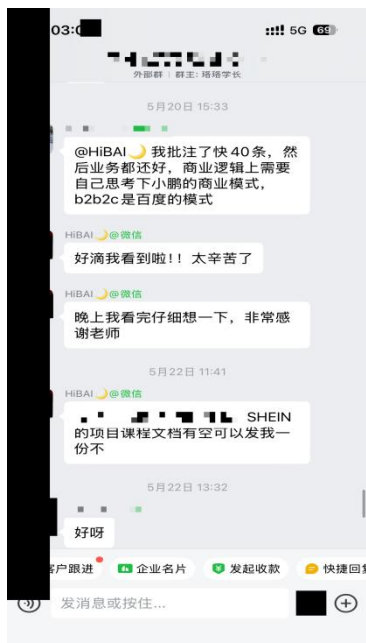 03:
5G 69
外部群 | 群主: 珞珞学长
5月20日 15:33
@HiBAI🌙 我批注了快40条，然
后业务都还好，商业逻辑上需要
自己思考下小鹏的商业模式，
b2b2c是百度的模式
HiBAI🌙@微信
好滴我看到啦！！太辛苦了
HiBAI🌙@微信
晚上我看完仔细想一下，非常感
谢老师
5月22日 11:41
HiBAI🌙@微信
SHEIN
的项目课程文档有空可以发我一
份不
5月22日 13:32
好呀
客户跟进
企业名片
发起收款
快捷回复
发消息或按住...